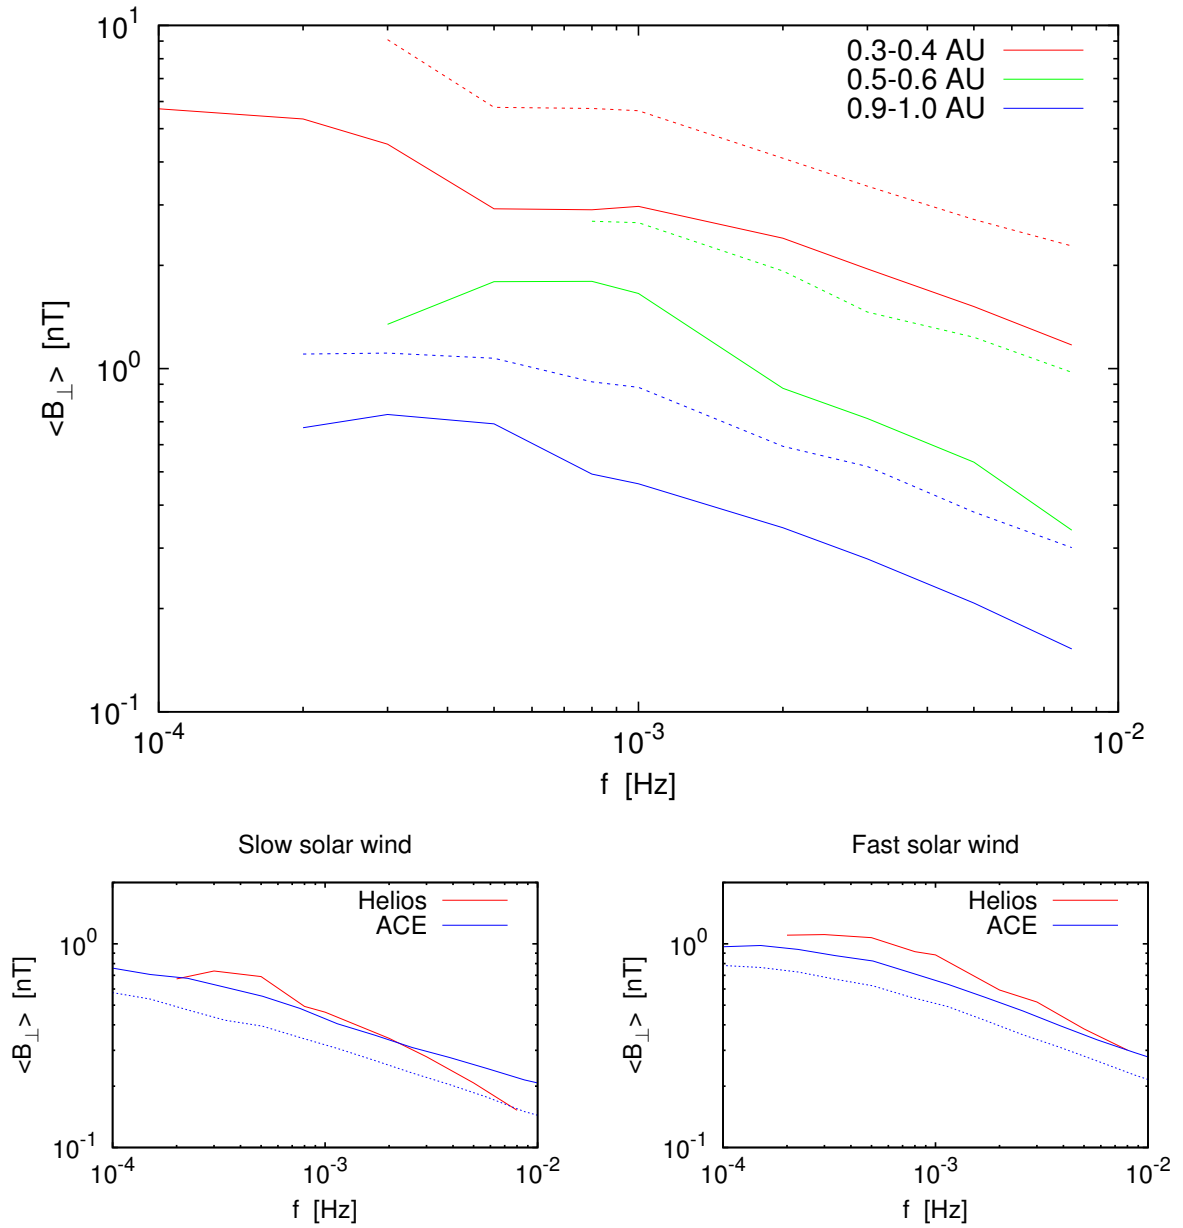 10^1
0.3-0.4 AU
0.5-0.6 AU
0.9-1.0 AU
<B_⊥> [nT]
10^0
10^-1
10^-4 10^-3 10^-2
f [Hz]
Slow solar wind
Helios
ACE
<B_⊥> [nT]
10^0
10^-1
10^-4 10^-3 10^-2
f [Hz]
Fast solar wind
Helios
ACE
<B_⊥> [nT]
10^0
10^-1
10^-4 10^-3 10^-2
f [Hz]